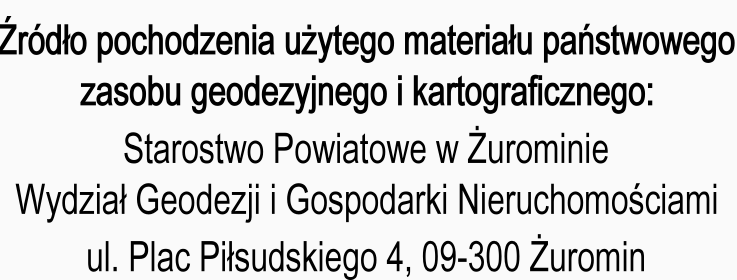 Źródło pochodzenia użytego materiału państwowego
zasobu geodezyjnego i kartograficznego:
Starostwo Powiatowe w Żurominie
Wydział Geodezji i Gospodarki Nieruchomościami
ul. Plac Piłsudskiego 4, 09-300 Żuromin